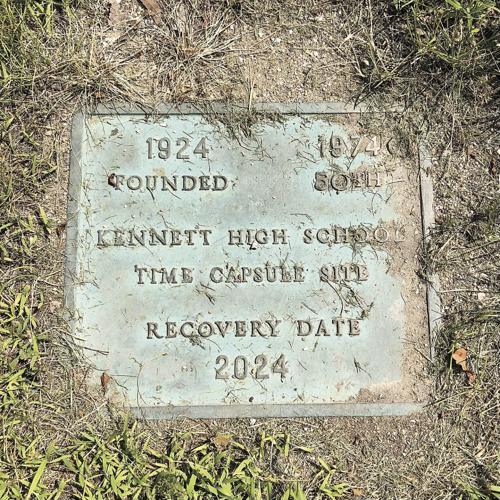 1924 1974
FOUNDED 50TH
KENNETT HIGH SCHOOL
TIME CAPSULE SITE
RECOVERY DATE
2024